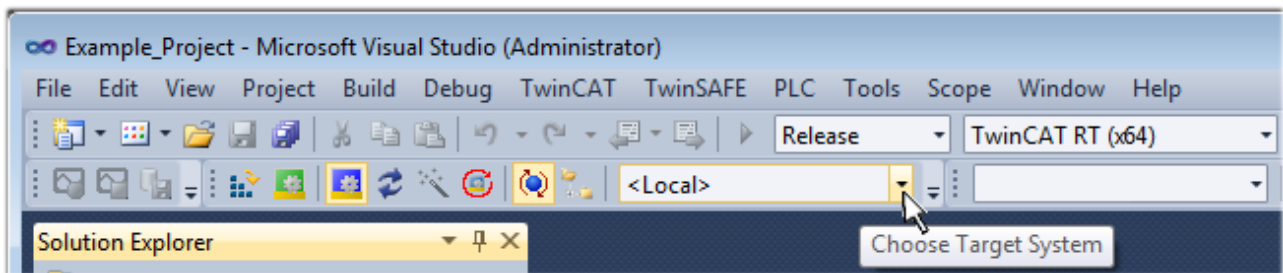 Example_Project - Microsoft Visual Studio (Administrator)
File Edit View Project Build Debug TwinCAT TwinSAFE PLC Tools Scope Window Help
Release TwinCAT RT (x64)
<Local>
Solution Explorer Choose Target System